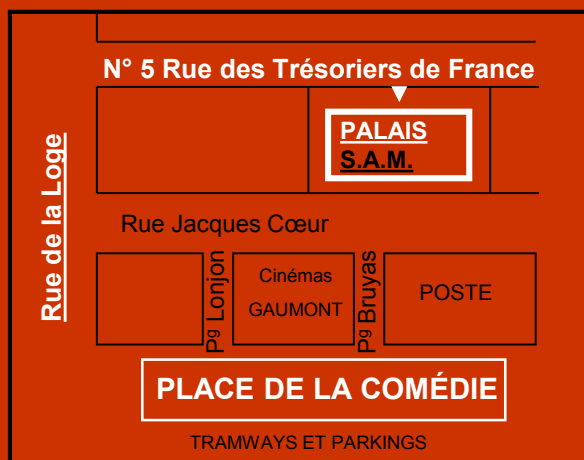 N° 5 Rue des Trésoriers de France
PALAIS
S.A.M.
Rue de la Loge
Rue Jacques Cœur
Pg Lonjon
Cinémas
GAUMONT
Pg Bruyas
POSTE
PLACE DE LA COMÉDIE
TRAMWAYS ET PARKINGS